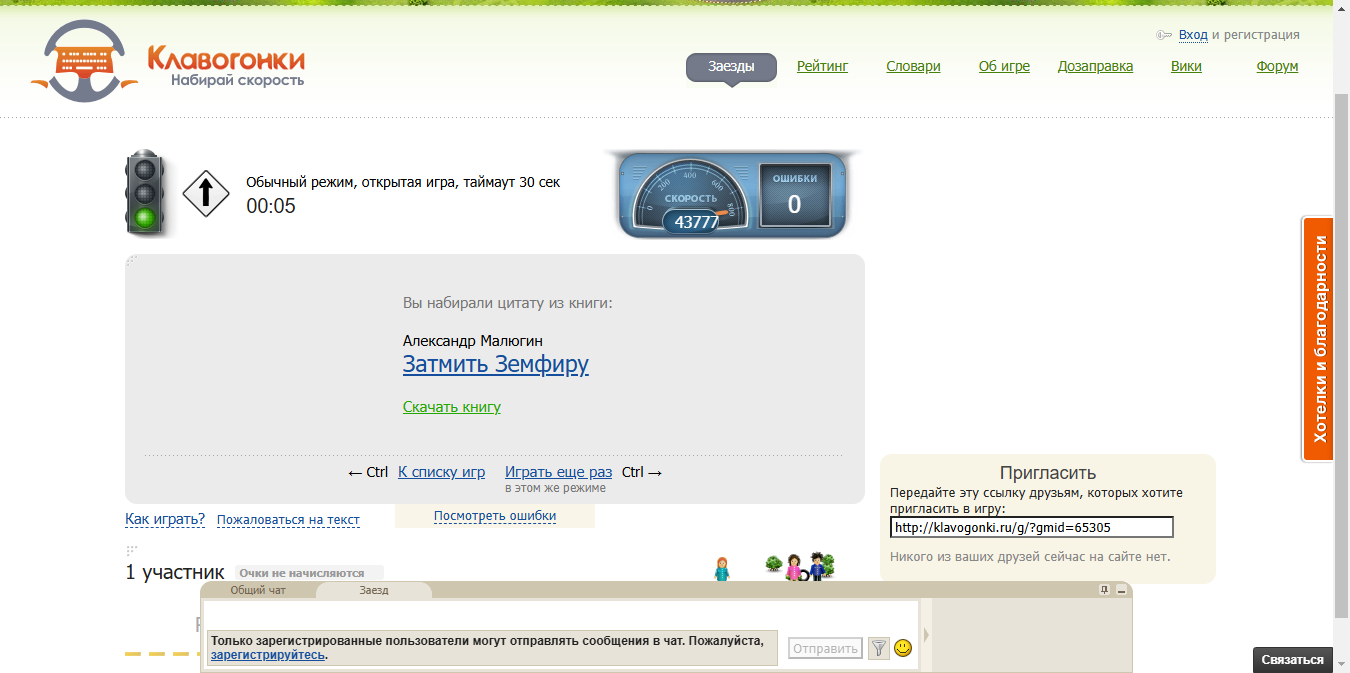 Клавогонки
Набирай скорость
Вход и регистрация
Заезды Рейтинг Словари Об игре Дозаправка Вики Форум
Обычный режим, открытая игра, таймаут 30 сек
00:05
0 200 400 600 800
СКОРОСТЬ
43777
ОШИБКИ
0
Вы набирали цитату из книги:
Александр Малюгин
Затмить Земфиру
Скачать книгу
← Ctrl К списку игр Играть еще раз Ctrl →
в этом же режиме
Как играть? Пожаловаться на текст Посмотреть ошибки
Хотелки и благодарности
Пригласить
Передайте эту ссылку друзьям, которых хотите
пригласить в игру:
http://klavogonki.ru/g/?gmid=65305
Никого из ваших друзей сейчас на сайте нет.
1 участник Очки не начисляются
Общий чат Заезд
Только зарегистрированные пользователи могут отправлять сообщения в чат. Пожалуйста,
зарегистрируйтесь.
Отправить
Связаться